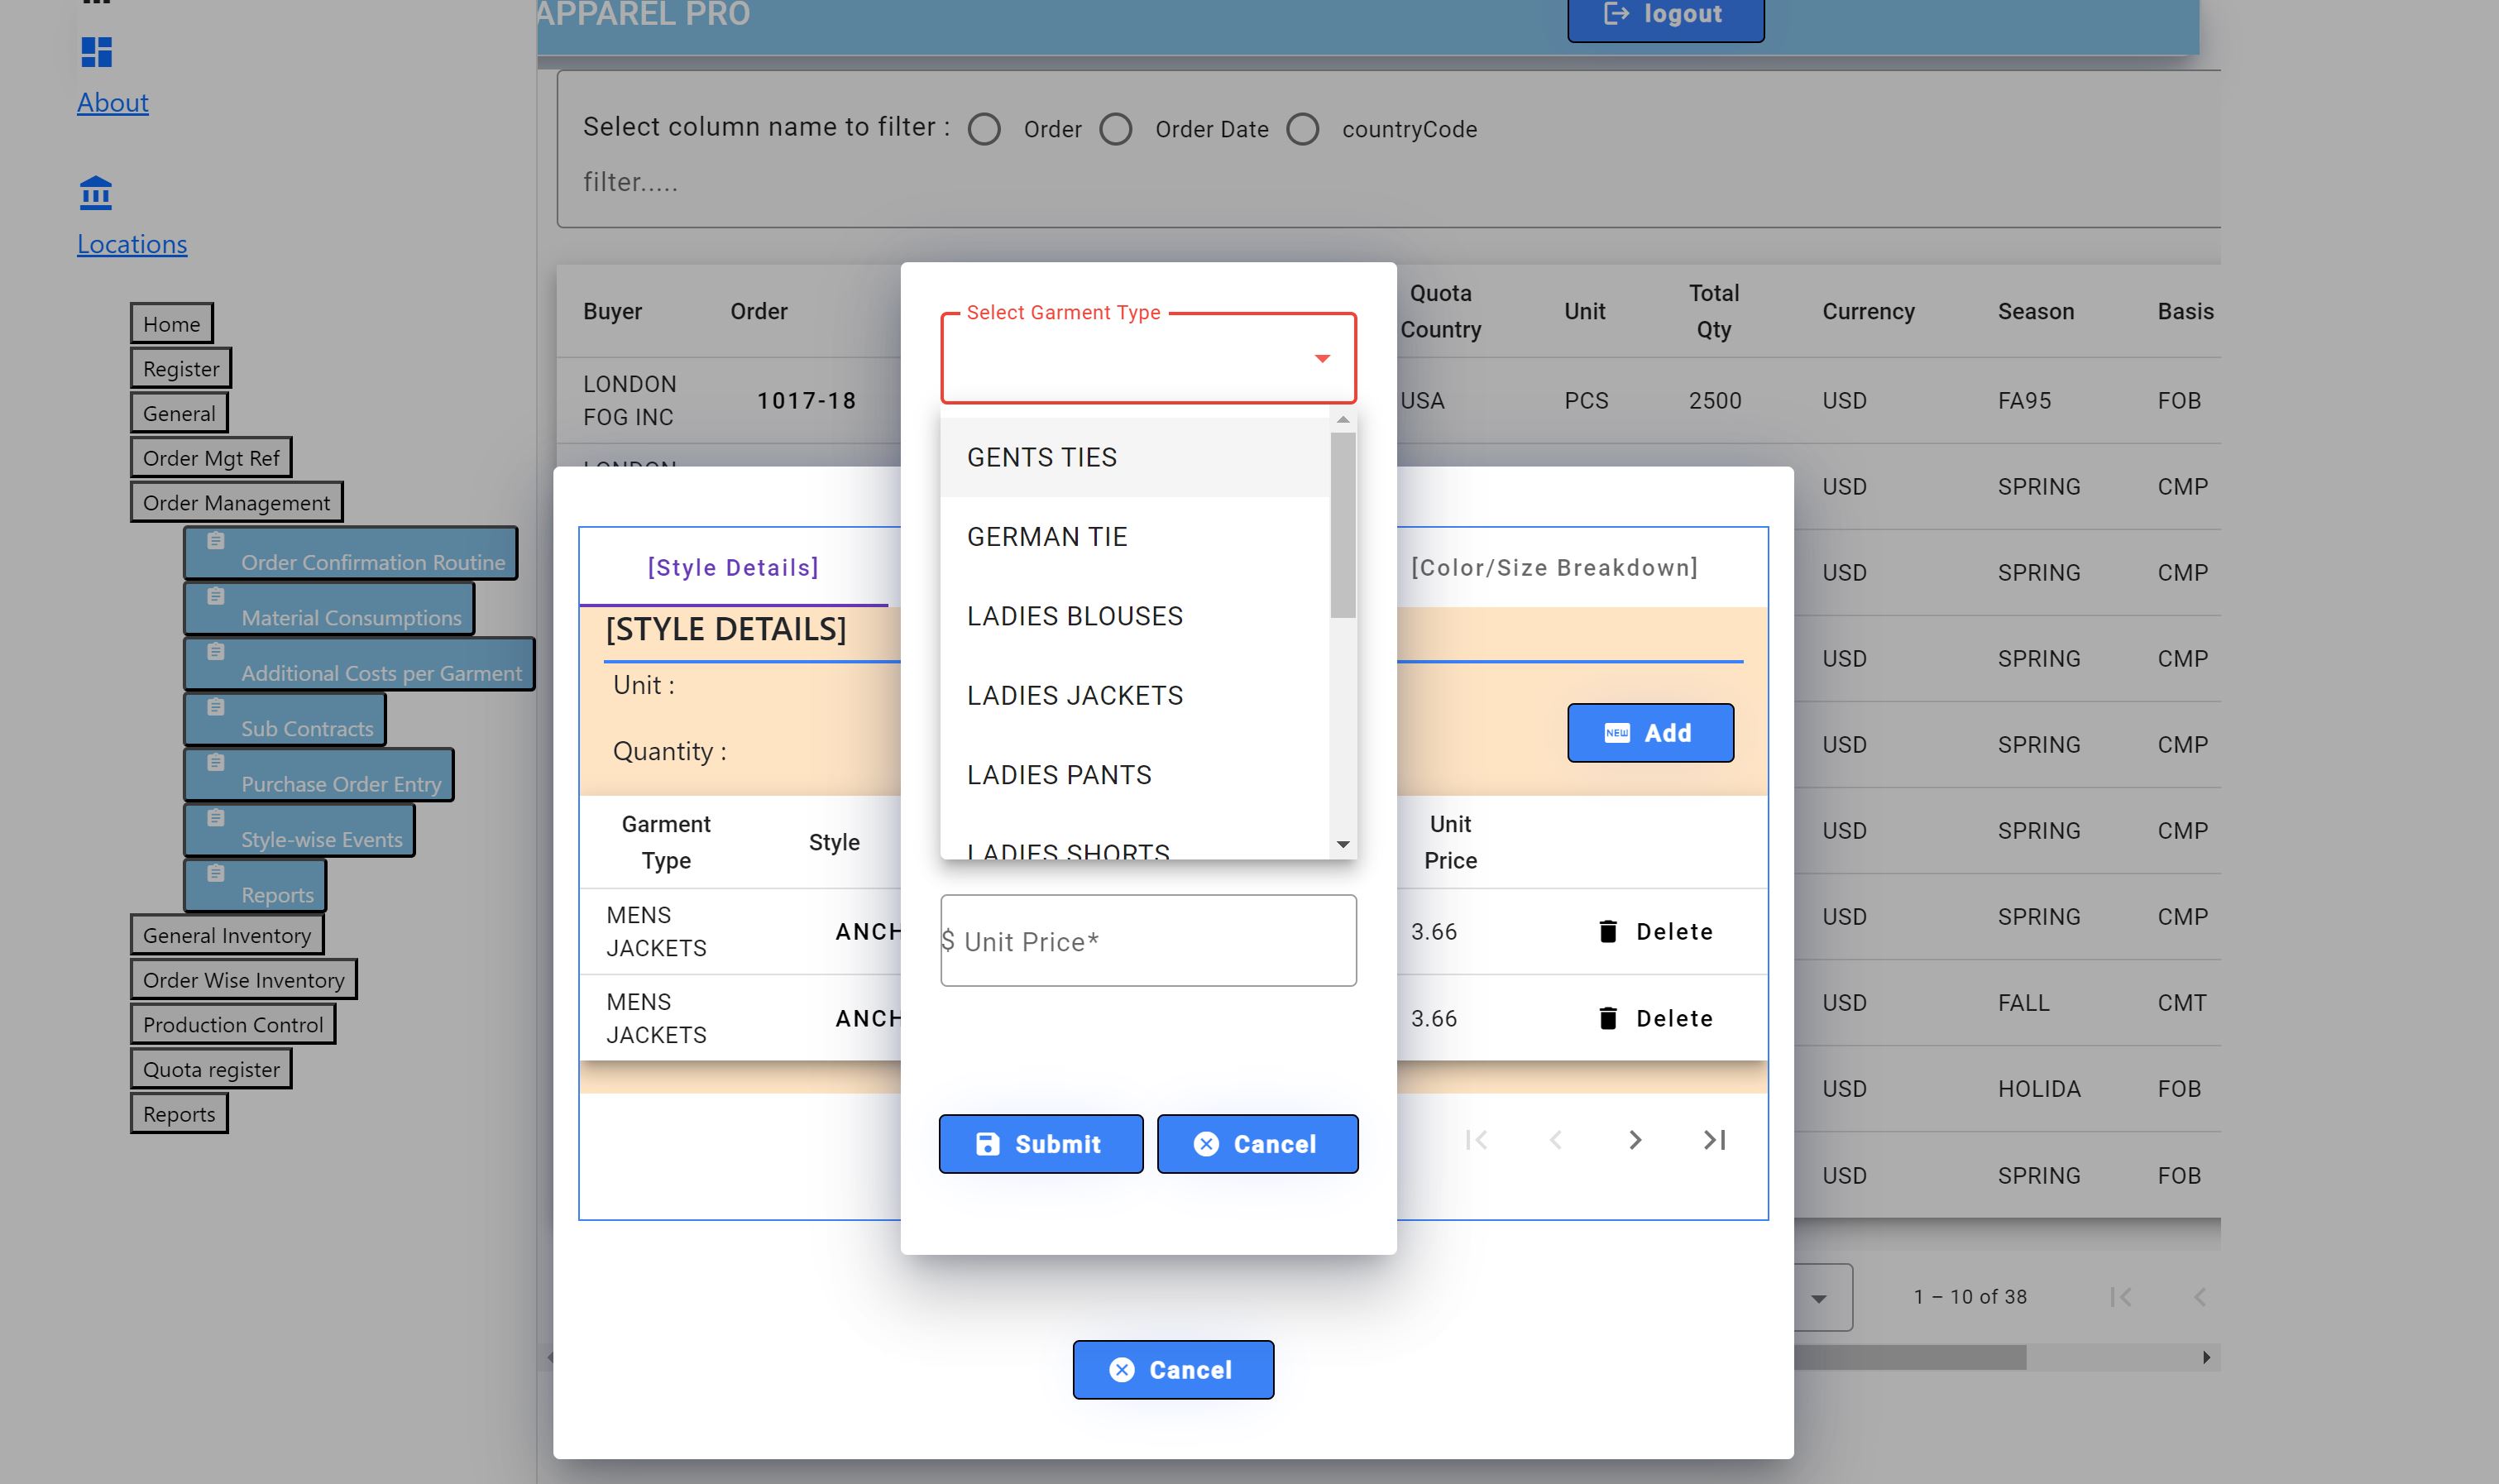 APPAREL PRO
logout
About
Locations
Home
Register
General
Order Mgt Ref
Order Management
Order Confirmation Routine
Material Consumptions
Additional Costs per Garment
Sub Contracts
Purchase Order Entry
Style-wise Events
Reports
General Inventory
Order Wise Inventory
Production Control
Quota register
Reports
Select column name to filter : Order Order Date countryCode
filter.....
Buyer Order Quota Country Unit Total Qty Currency Season Basis
LONDON FOG INC 1017-18 USA PCS 2500 USD FA95 FOB
USD SPRING CMP
USD SPRING CMP
USD SPRING CMP
USD SPRING CMP
USD SPRING CMP
USD SPRING CMP
USD FALL CMT
USD HOLIDA FOB
USD SPRING FOB
1 – 10 of 38
[Style Details] [Color/Size Breakdown]
[STYLE DETAILS]
Unit :
Quantity :
NEW Add
Garment Type Style Unit Price
MENS JACKETS ANCH 3.66 Delete
MENS JACKETS ANCH 3.66 Delete
Cancel
Select Garment Type
GENTS TIES
GERMAN TIE
LADIES BLOUSES
LADIES JACKETS
LADIES PANTS
LADIES SHORTS
$ Unit Price*
Submit Cancel